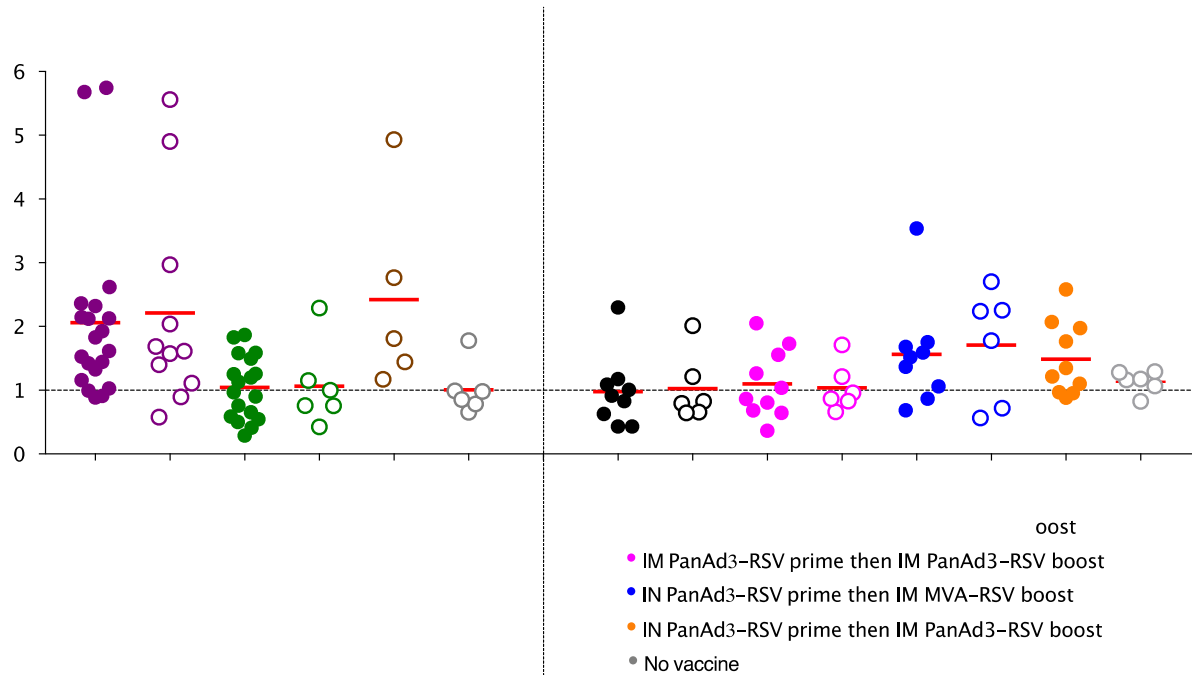 6
5
4
3
2
1
0
oost
IM PanAd3-RSV prime then IM PanAd3-RSV boost
IN PanAd3-RSV prime then IM MVA-RSV boost
IN PanAd3-RSV prime then IM PanAd3-RSV boost
No vaccine